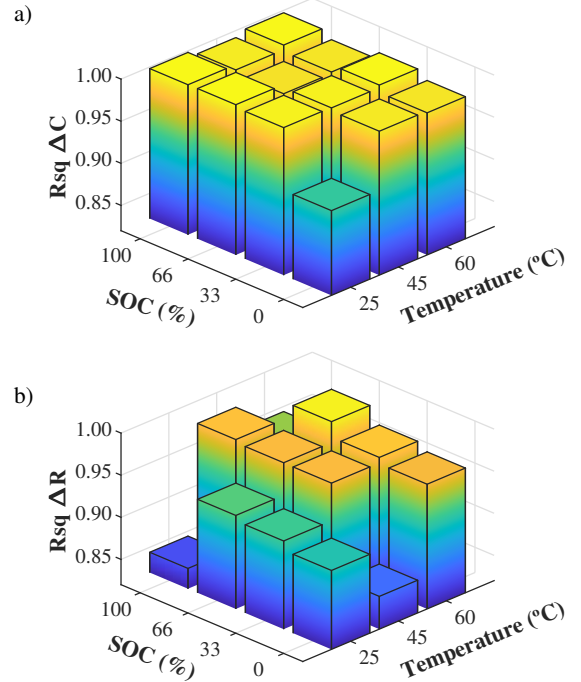 a)
1.00
0.95
0.90
0.85
Rsq ΔC
100
66
33
0
SOC (%)
25
45
60
Temperature (ºC)
b)
1.00
0.95
0.90
0.85
Rsq ΔR
100
66
33
0
SOC (%)
25
45
60
Temperature (ºC)